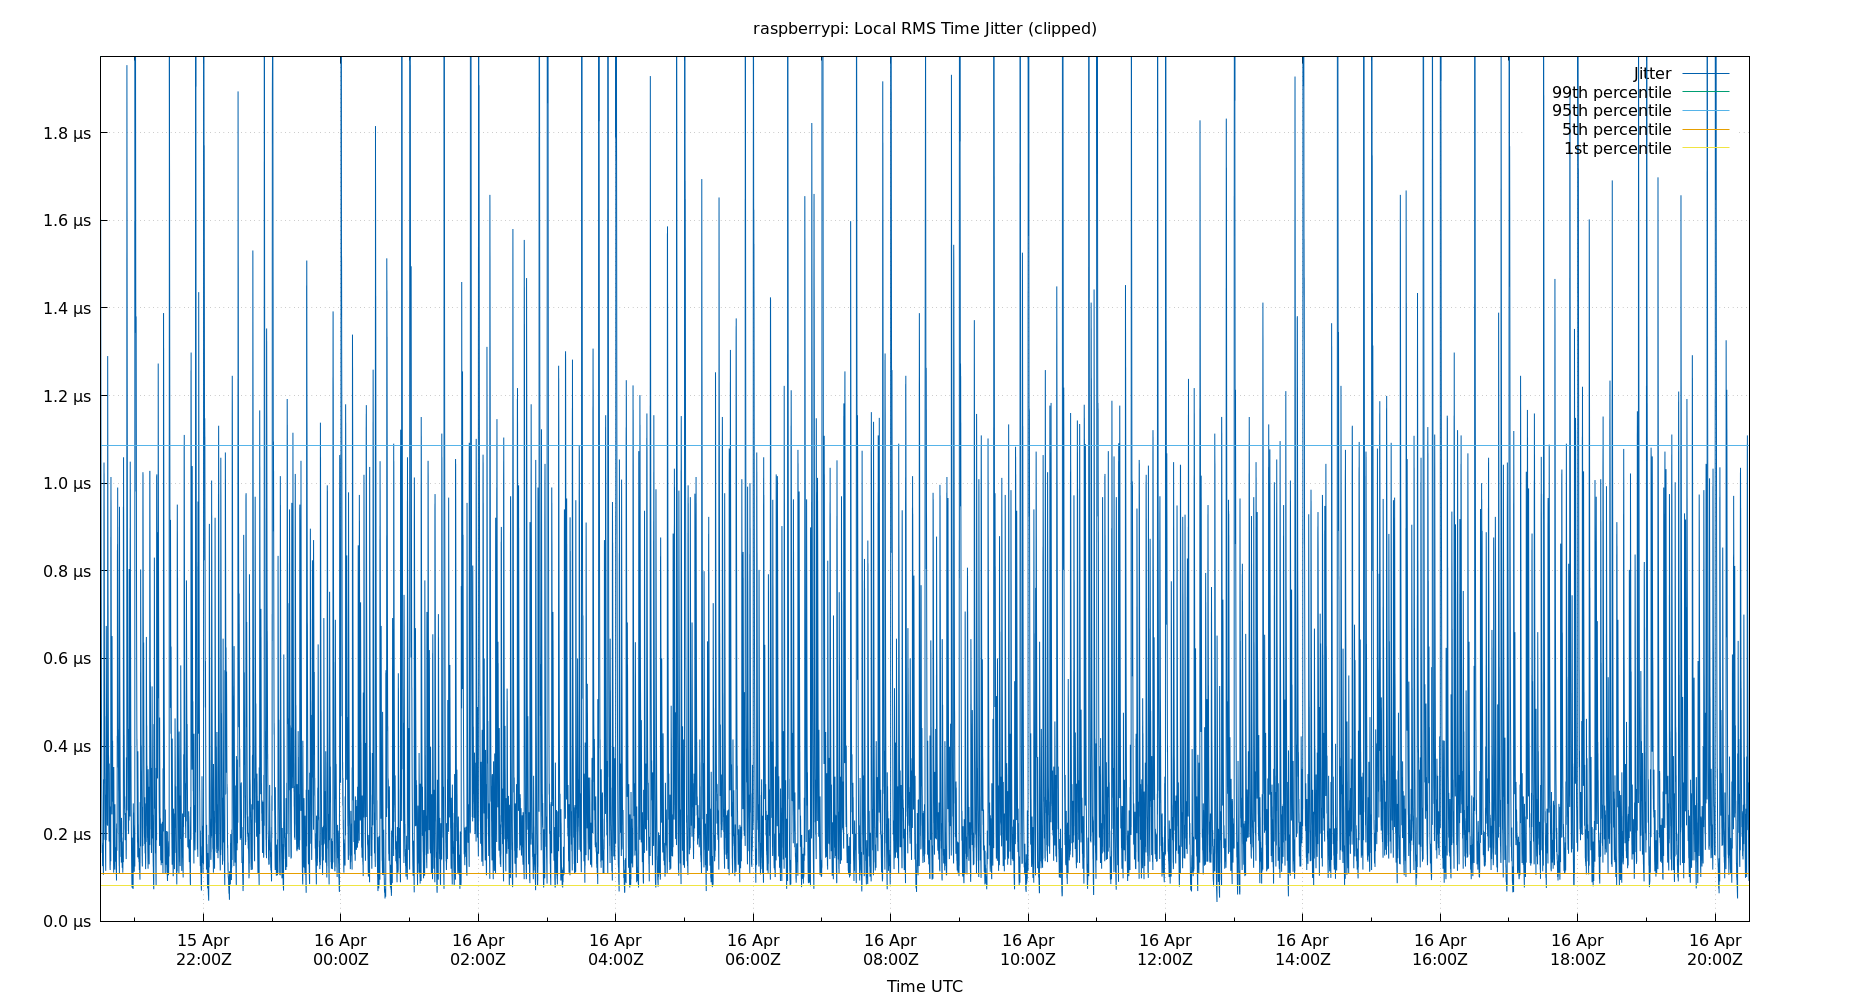 raspberrypi: Local RMS Time Jitter (clipped)
Jitter
99th percentile
95th percentile
5th percentile
1st percentile
1.8 µs
1.6 µs
1.4 µs
1.2 µs
1.0 µs
0.8 µs
0.6 µs
0.4 µs
0.2 µs
0.0 µs
15 Apr 16 Apr 16 Apr 16 Apr 16 Apr 16 Apr 16 Apr 16 Apr 16 Apr 16 Apr 16 Apr 16 Apr
22:00Z 00:00Z 02:00Z 04:00Z 06:00Z 08:00Z 10:00Z 12:00Z 14:00Z 16:00Z 18:00Z 20:00Z
Time UTC